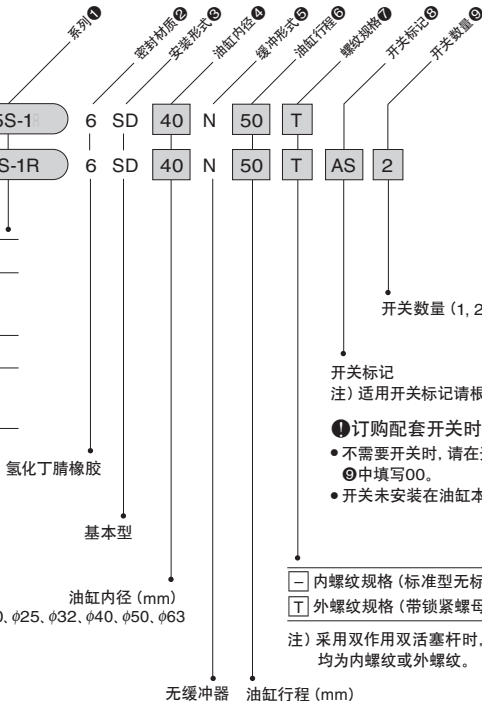 系列❶
密封材质❷
安装形式❸
油缸内径❹
缓冲形式❺
油缸行程❻
螺纹规格❼
开关标记❽
开关数量❾
5S-1 6 SD 40 N 50 T
S-1R 6 SD 40 N 50 T AS 2
开关数量 (1, 2
开关标记
注) 适用开关标记请根
订购配套开关时
• 不需要开关时, 请在
❾中填写00。
• 开关未安装在油缸本
氢化丁腈橡胶
基本型
油缸内径 (mm)
0、ϕ25、ϕ32、ϕ40、ϕ50、ϕ63
– 内螺纹规格 (标准型无标
T 外螺纹规格 (带锁紧螺母
注) 采用双作用双活塞杆时,
均为内螺纹或外螺纹。
无缓冲器 油缸行程 (mm)